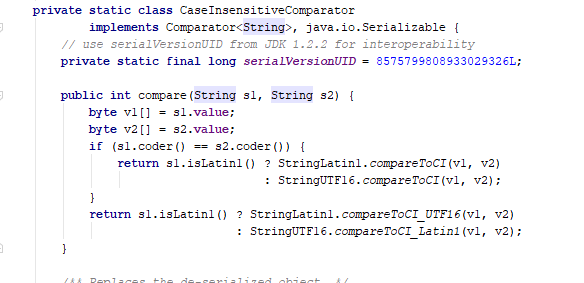 private static class CaseInsensitiveComparator
implements Comparator<String>, java.io.Serializable {
// use serialVersionUID from JDK 1.2.2 for interoperability
private static final long serialVersionUID = 8575799808933029326L;
public int compare(String s1, String s2) {
byte v1[] = s1.value;
byte v2[] = s2.value;
if (s1.coder() == s2.coder()) {
return s1.isLatin1() ? StringLatin1.compareToCI(v1, v2)
: StringUTF16.compareToCI(v1, v2);
}
return s1.isLatin1() ? StringLatin1.compareToCI_UTF16(v1, v2)
: StringUTF16.compareToCI_Latin1(v1, v2);
}
/** Replaces the de-serialized object. */